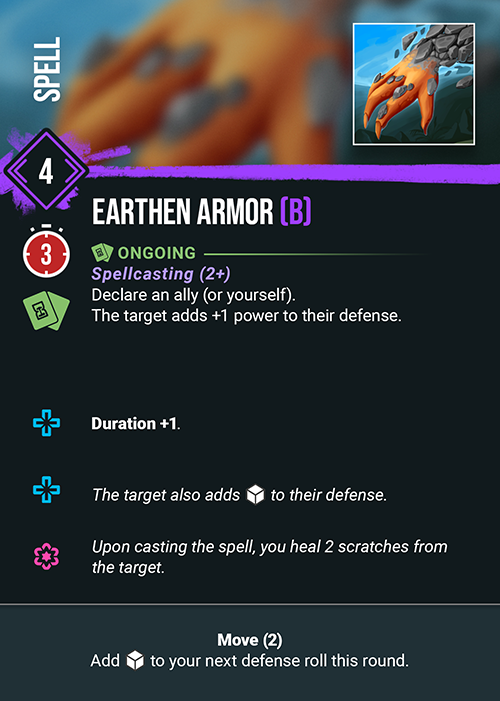 SPELL
4
EARTHEN ARMOR (B)
3
ONGOING
Spellcasting (2+)
Declare an ally (or yourself).
The target adds +1 power to their defense.
Duration +1.
The target also adds to their defense.
Upon casting the spell, you heal 2 scratches from
the target.
Move (2)
Add to your next defense roll this round.